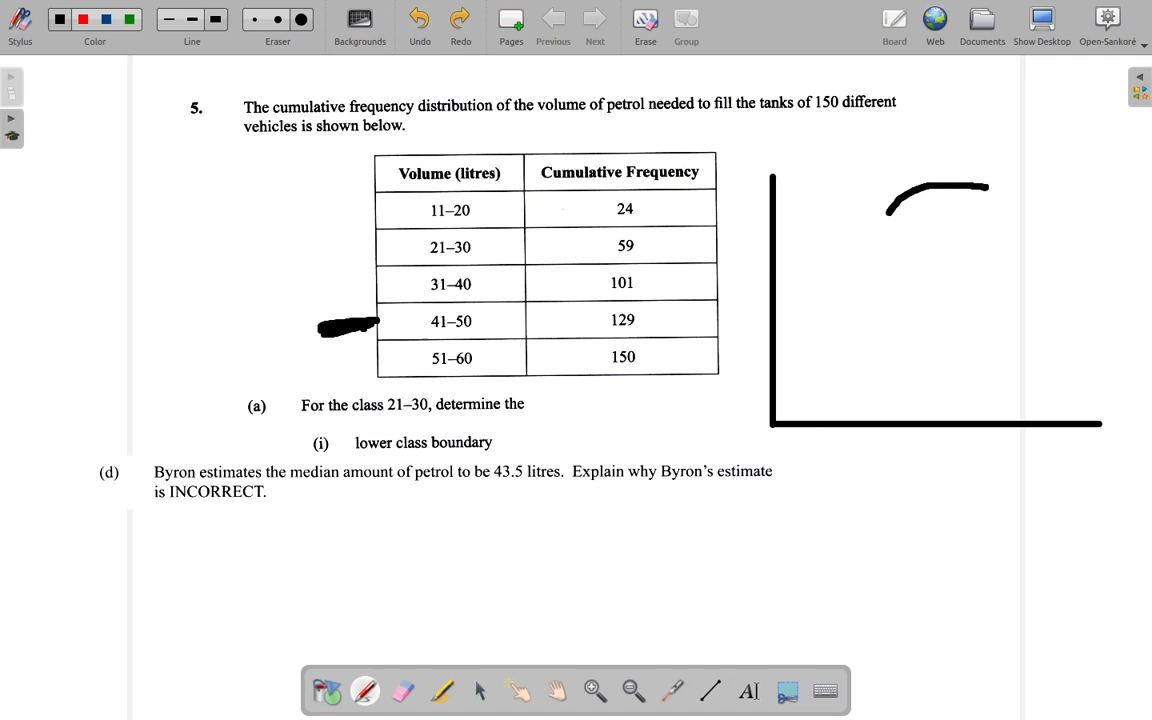 Stylus
Color
Line
Eraser
Backgrounds
Undo
Redo
Pages
Previous
Next
Erase
Group
Board
Web
Documents
Show Desktop
Open-Sankoré
5. The cumulative frequency distribution of the volume of petrol needed to fill the tanks of 150 different
vehicles is shown below.
Volume (litres) Cumulative Frequency
11–20 24
21–30 59
31–40 101
41–50 129
51–60 150
(a) For the class 21–30, determine the
(i) lower class boundary
(d) Byron estimates the median amount of petrol to be 43.5 litres. Explain why Byron's estimate
is INCORRECT.
AI